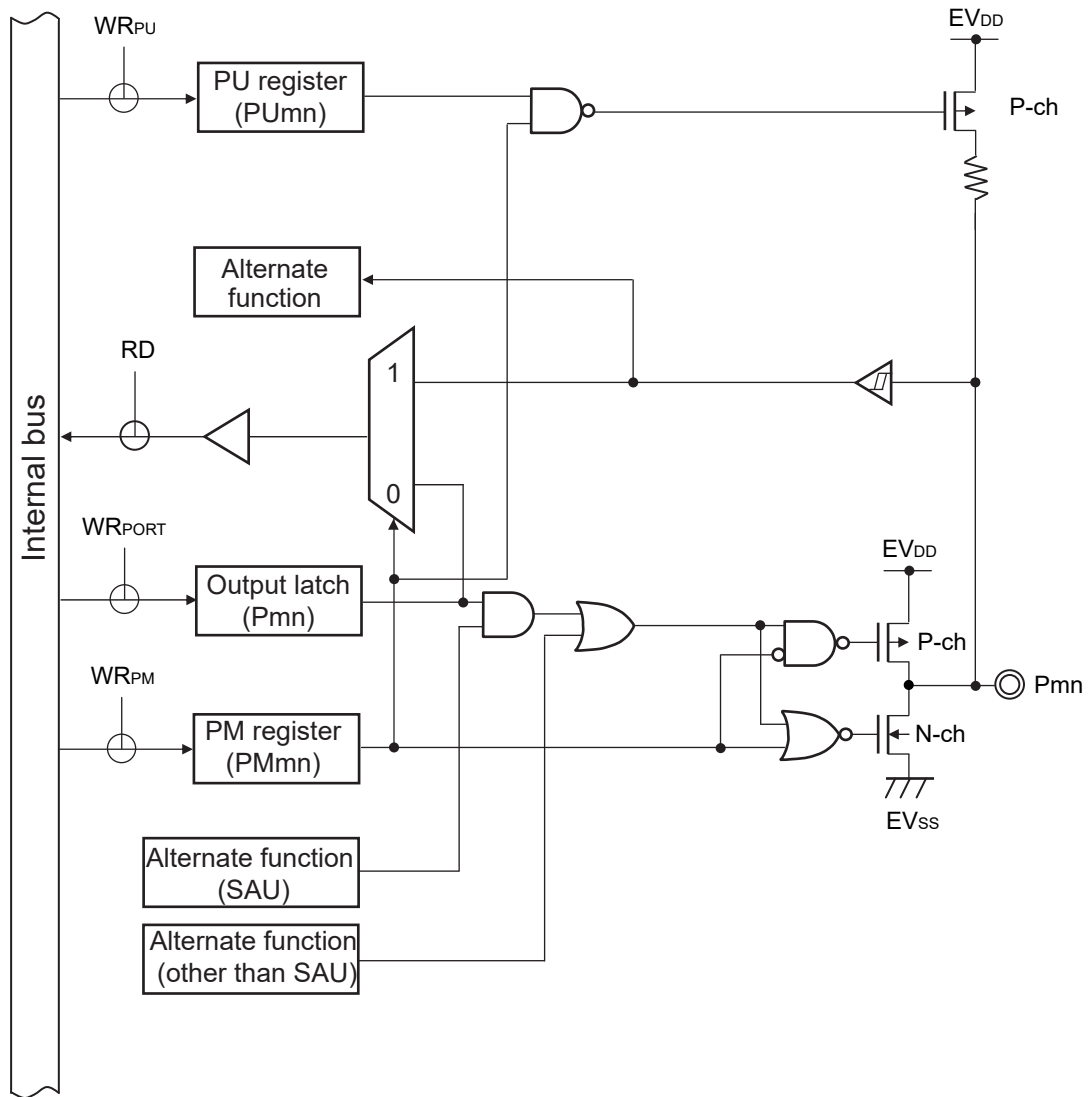 WRPU
EVDD
PU register
(PUmn)
P-ch
Alternate
function
RD
1
0
Internal bus
WRPORT
Output latch
(Pmn)
EVDD
P-ch
Pmn
WRPM
PM register
(PMmn)
N-ch
EVSS
Alternate function
(SAU)
Alternate function
(other than SAU)